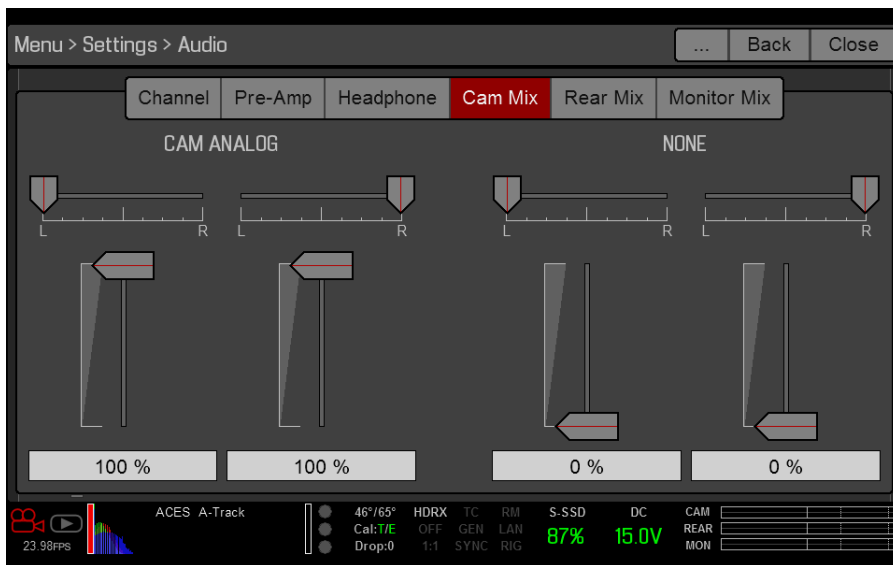 Menu > Settings > Audio
... Back Close
Channel Pre-Amp Headphone Cam Mix Rear Mix Monitor Mix
CAM ANALOG NONE
L R L R L R L R
100 % 100 % 0 % 0 %
ACES A-Track 46°/65° HDRX TC RM S-SSD DC CAM
Cal:T/E OFF GEN LAN 87% 15.0V REAR
23.98FPS Drop:0 1:1 SYNC RIG MON